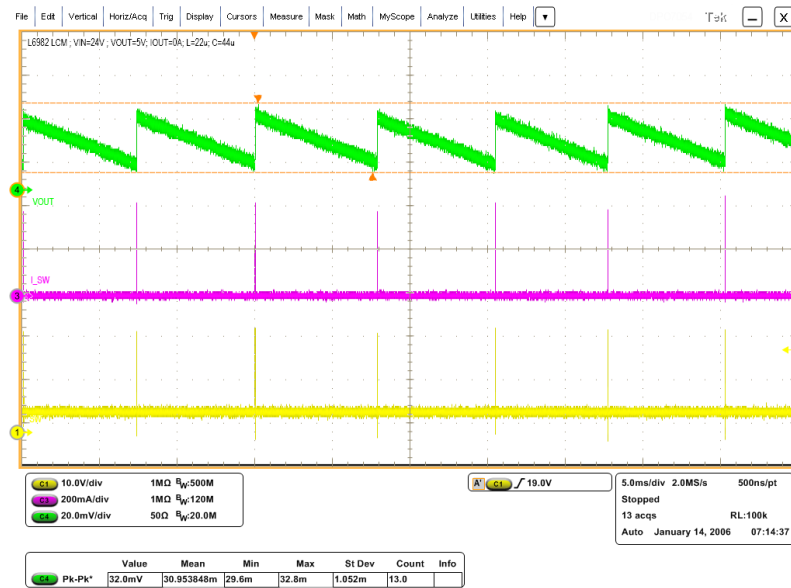 File Edit Vertical Horiz/Acq Trig Display Cursors Measure Mask Math MyScope Analyze Utilities Help Tek X
L6982 LCM ; VIN=24V ; VOUT=5V; IOUT=0A; L=22u; C=44u
4
VOUT
I_SW
3
1
C1 10.0V/div 1MΩ BW:500M
C3 200mA/div 1MΩ BW:120M
C4 20.0mV/div 50Ω BW:20.0M
A' C1 19.0V
5.0ms/div 2.0MS/s 500ns/pt
Stopped
13 acqs RL:100k
Auto January 14, 2006 07:14:37
Value Mean Min Max St Dev Count Info
C4 Pk-Pk* 32.0mV 30.953848m 29.6m 32.8m 1.052m 13.0